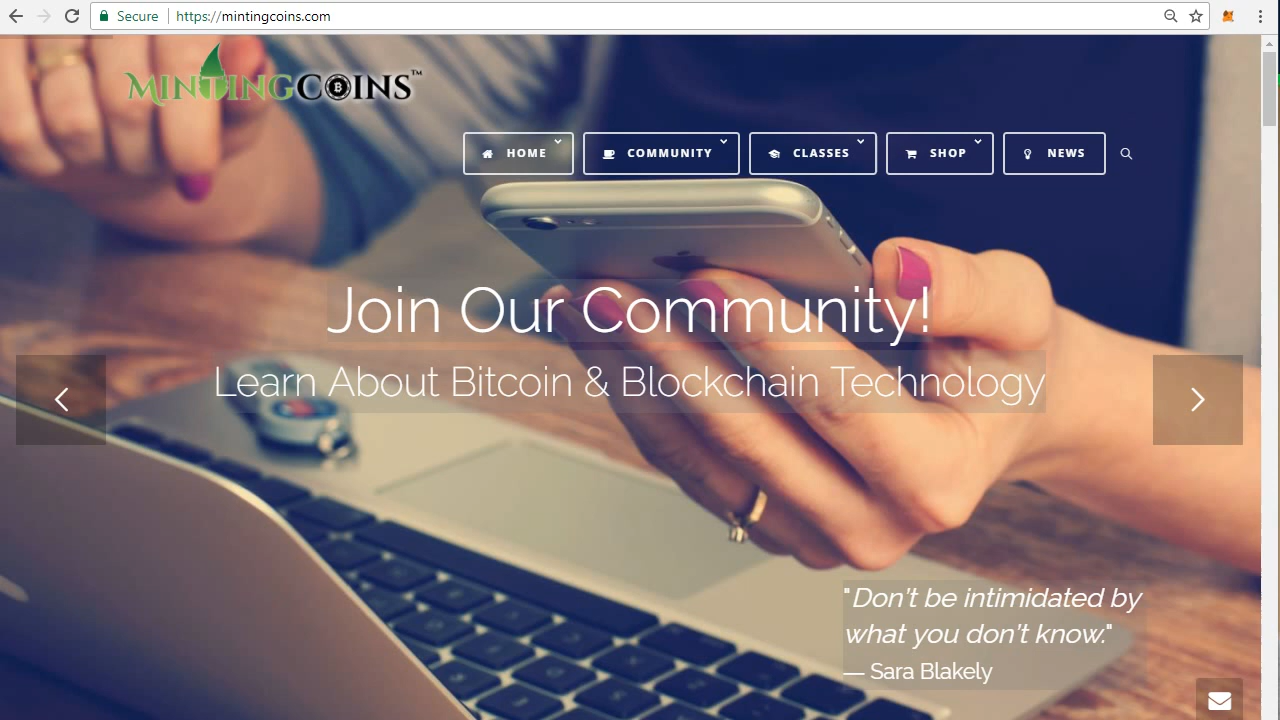 Secure
https://mintingcoins.com
MINTINGCOINS™
HOME
COMMUNITY
CLASSES
SHOP
NEWS
Join Our Community!
Learn About Bitcoin & Blockchain Technology
"Don't be intimidated by
what you don't know."
— Sara Blakely